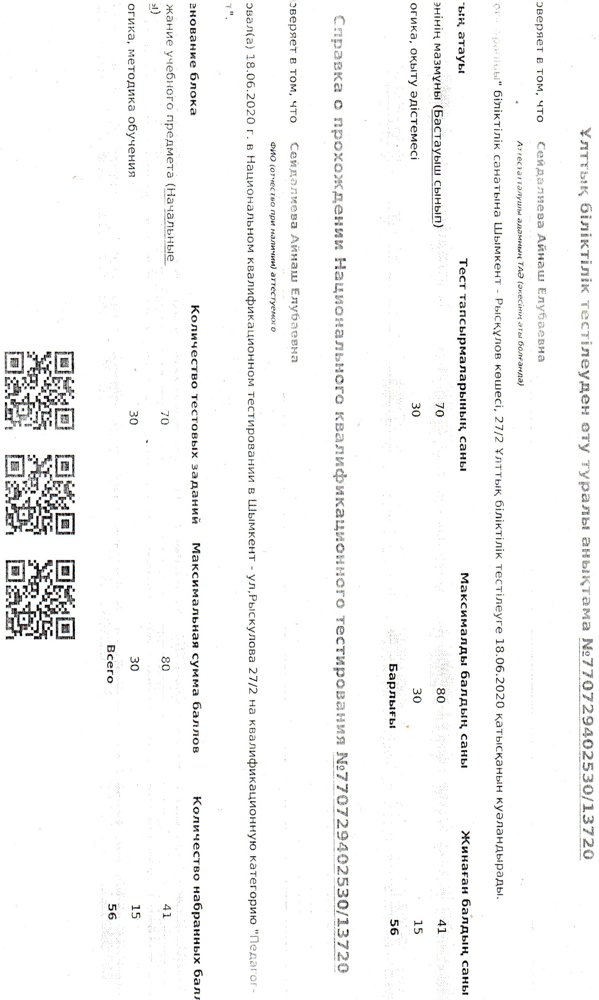 Ұлттық біліктілік тестілеуден өту туралы анықтама №770729402530/13720
оверяет в том, что Сейдалиева Айнаш Елубаевна
Аттестатталушы адамның ТАӘ (әкесінің аты болғанда)
біліктілік санатына Шымкент - Рысқұлов көшесі, 27/2 Ұлттық біліктілік тестілеуге 18.06.2020 қатысқанын куәландырады.
тың атауы Тест тапсырмаларының саны Максималды балдың саны Жинаған балдың саны
әнінің мазмұны (Бастауыш сынып) 70 80 41
огика, оқыту әдістемесі 30 30 15
Барлығы 56
Справка о прохождении Национального квалификационного тестирования №770729402530/13720
оверяет в том, что Сейдалиева Айнаш Елубаевна
ФИО (отчество при наличии) аттестуемого
овал(а) 18.06.2020 г. в Национальном квалификационном тестировании в Шымкент - ул,Рыскулова 27/2 на квалификационную категорию "Педагог-
т".
енование блока Количество тестовых заданий Максимальная сумма баллов Количество набранных балл
жание учебного предмета (Начальные 70 80 41
ы)
огика, методика обучения 30 30 15
Всего 56